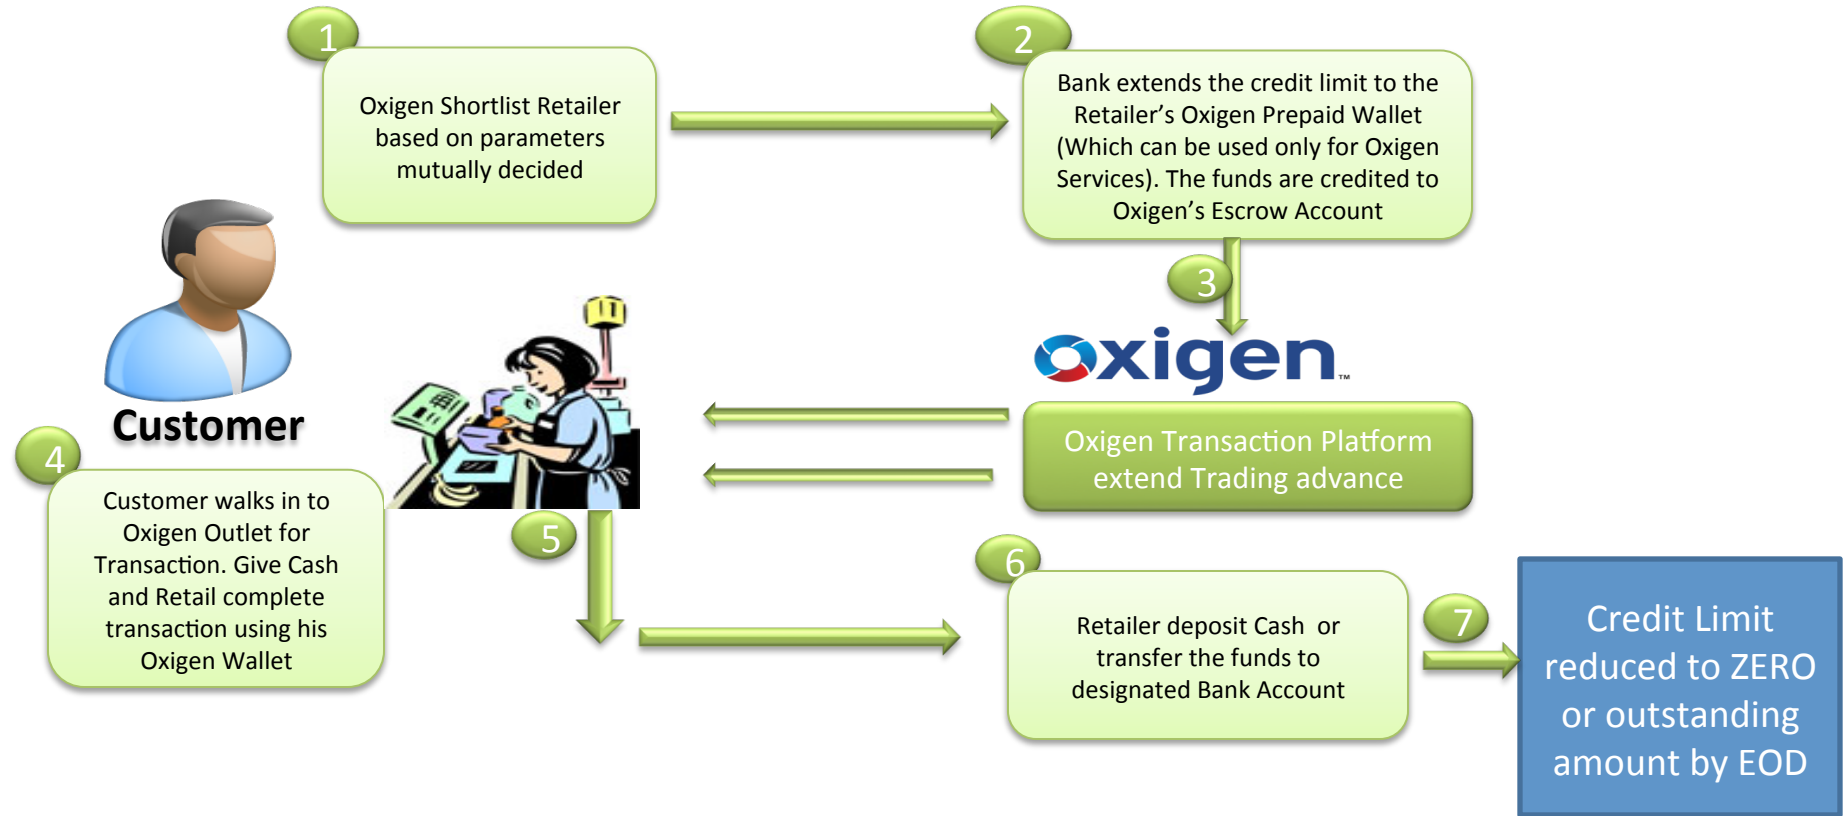 1
Oxigen Shortlist Retailer
based on parameters
mutually decided
2
Bank extends the credit limit to the
Retailer’s Oxigen Prepaid Wallet
(Which can be used only for Oxigen
Services). The funds are credited to
Oxigen’s Escrow Account
3
oxigen™
Oxigen Transaction Platform
extend Trading advance
Customer
4
Customer walks in to
Oxigen Outlet for
Transaction. Give Cash
and Retail complete
transaction using his
Oxigen Wallet
5
6
Retailer deposit Cash or
transfer the funds to
designated Bank Account
7
Credit Limit
reduced to ZERO
or outstanding
amount by EOD